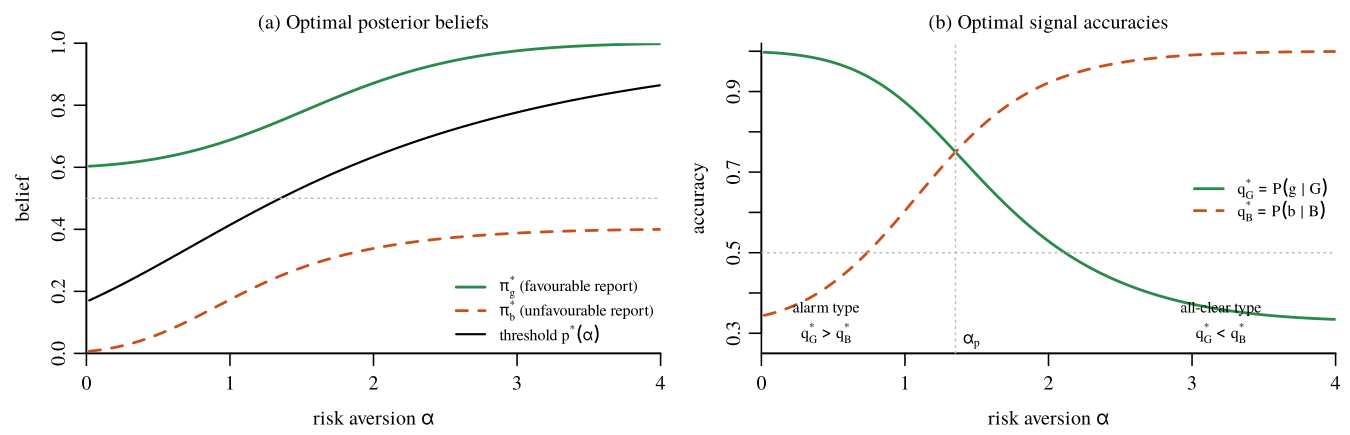 (a) Optimal posterior beliefs
belief
0.0
0.2
0.4
0.6
0.8
1.0
π*g (favourable report)
π*b (unfavourable report)
threshold p*(α)
0
1
2
3
4
risk aversion α
(b) Optimal signal accuracies
accuracy
0.3
0.5
0.7
0.9
q*G = P(g | G)
q*B = P(b | B)
alarm type
q*G > q*B
all-clear type
q*G < q*B
αp
0
1
2
3
4
risk aversion α